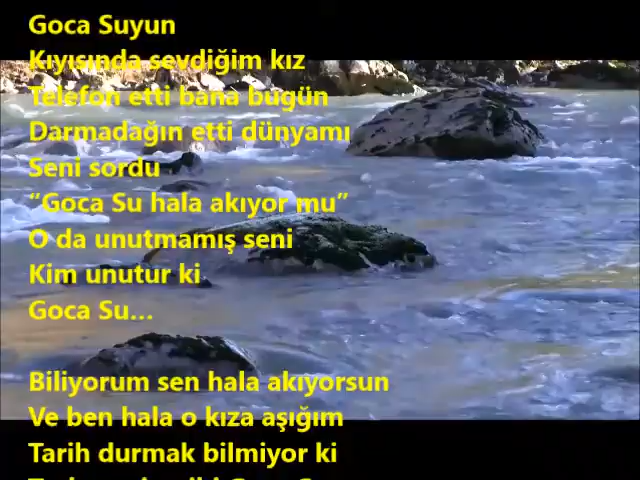 Goca Suyun
Kıyısında sevdiğim kız
Telefon etti bana bugün
Darmadağın etti dünyamı
Seni sordu
“Goca Su hala akıyor mu”
O da unutmamış seni
Kim unutur ki
Goca Su...
Biliyorum sen hala akıyorsun
Ve ben hala o kıza aşığım
Tarih durmak bilmiyor ki